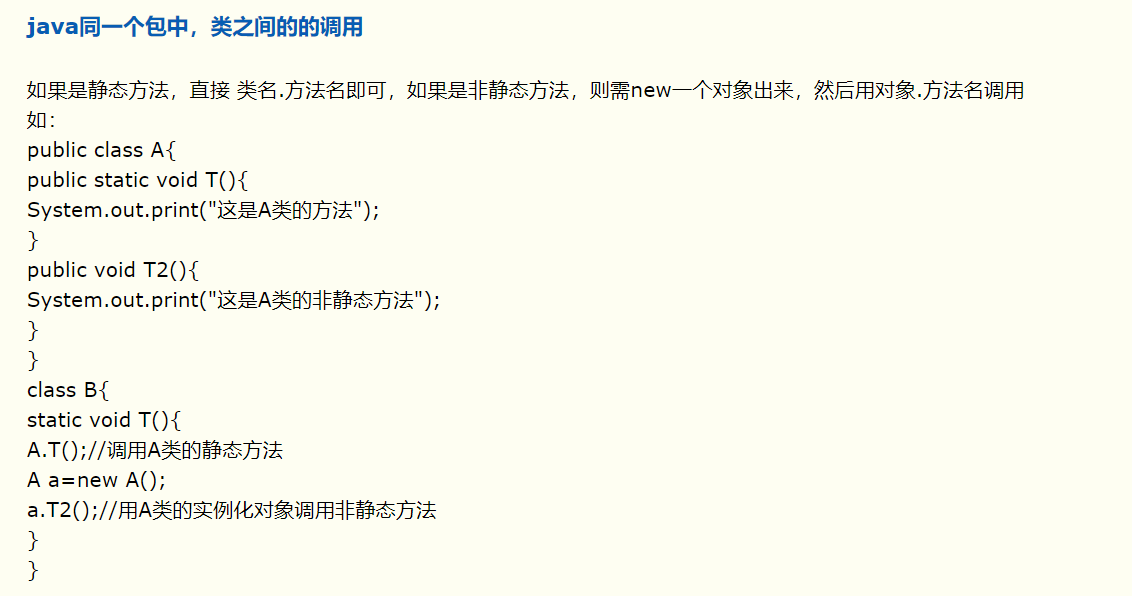 java同一个包中，类之间的的调用
如果是静态方法，直接 类名.方法名即可，如果是非静态方法，则需new一个对象出来，然后用对象.方法名调用
如：
public class A{
public static void T(){
System.out.print("这是A类的方法");
}
public void T2(){
System.out.print("这是A类的非静态方法");
}
}
class B{
static void T(){
A.T();//调用A类的静态方法
A a=new A();
a.T2();//用A类的实例化对象调用非静态方法
}
}